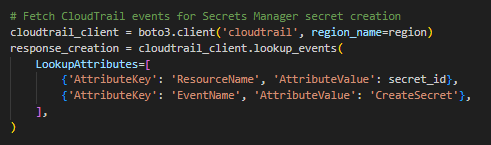 # Fetch CloudTrail events for Secrets Manager secret creation
cloudtrail_client = boto3.client('cloudtrail', region_name=region)
response_creation = cloudtrail_client.lookup_events(
    LookupAttributes=[
        {'AttributeKey': 'ResourceName', 'AttributeValue': secret_id},
        {'AttributeKey': 'EventName', 'AttributeValue': 'CreateSecret'},
    ],
)